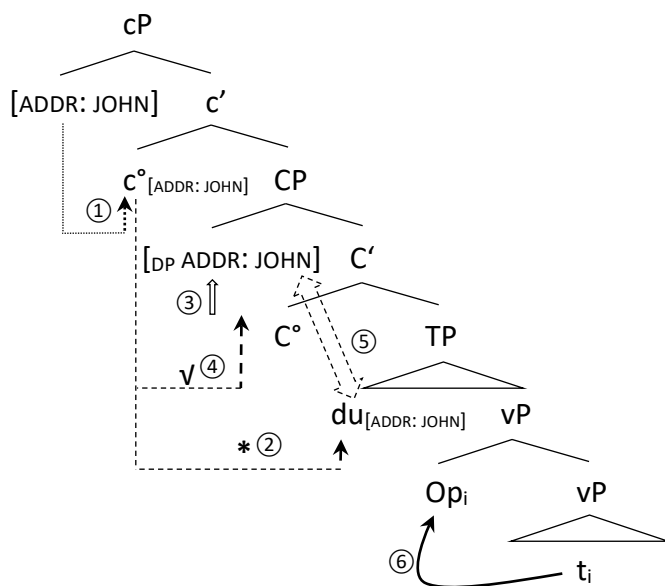 cP
[ADDR: JOHN] c’
① c°[ADDR: JOHN] CP
[DP ADDR: JOHN] C‘
③ C° ⑤ TP
√ ④
du[ADDR: JOHN] vP
* ②
Opi vP
⑥ ti